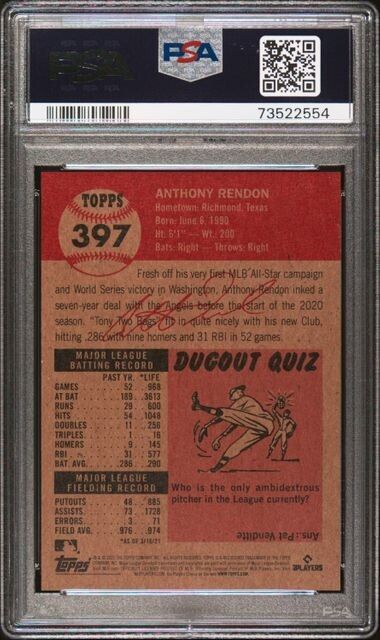 PSA
PSA
73522554
TOPPS
397
ANTHONY RENDON
Hometown: Richmond, Texas
Born: June 6, 1990
Ht: 6'1" — Wt. 200
Bats: Right — Throws: Right
Fresh off his very first MLB All-Star campaign
and World Series victory in Washington, Anthony Rendon inked a
seven-year deal with the Angels before the start of the 2020
season. "Tony Two Bags" fit in quite nicely with his new Club,
hitting .286 with nine homers and 31 RBI in 52 games.
MAJOR LEAGUE
BATTING RECORD
PAST YR. *LIFE
GAMES 52 968
AT BAT 189 3613
RUNS 29 600
HITS 54 1048
DOUBLES 11 256
TRIPLES 1 16
HOMERS 9 145
RBI 31 577
BAT. AVG. .286 .290
MAJOR LEAGUE
FIELDING RECORD
PUTOUTS 48 885
ASSISTS 73 1728
ERRORS 3 71
FIELD AVG. .976 .974
*AS OF 3/16/21
DUGOUT QUIZ
Who is the only ambidextrous
pitcher in the League currently?
Ans.: Pat Venditte
Topps
PLAYERS
PSA